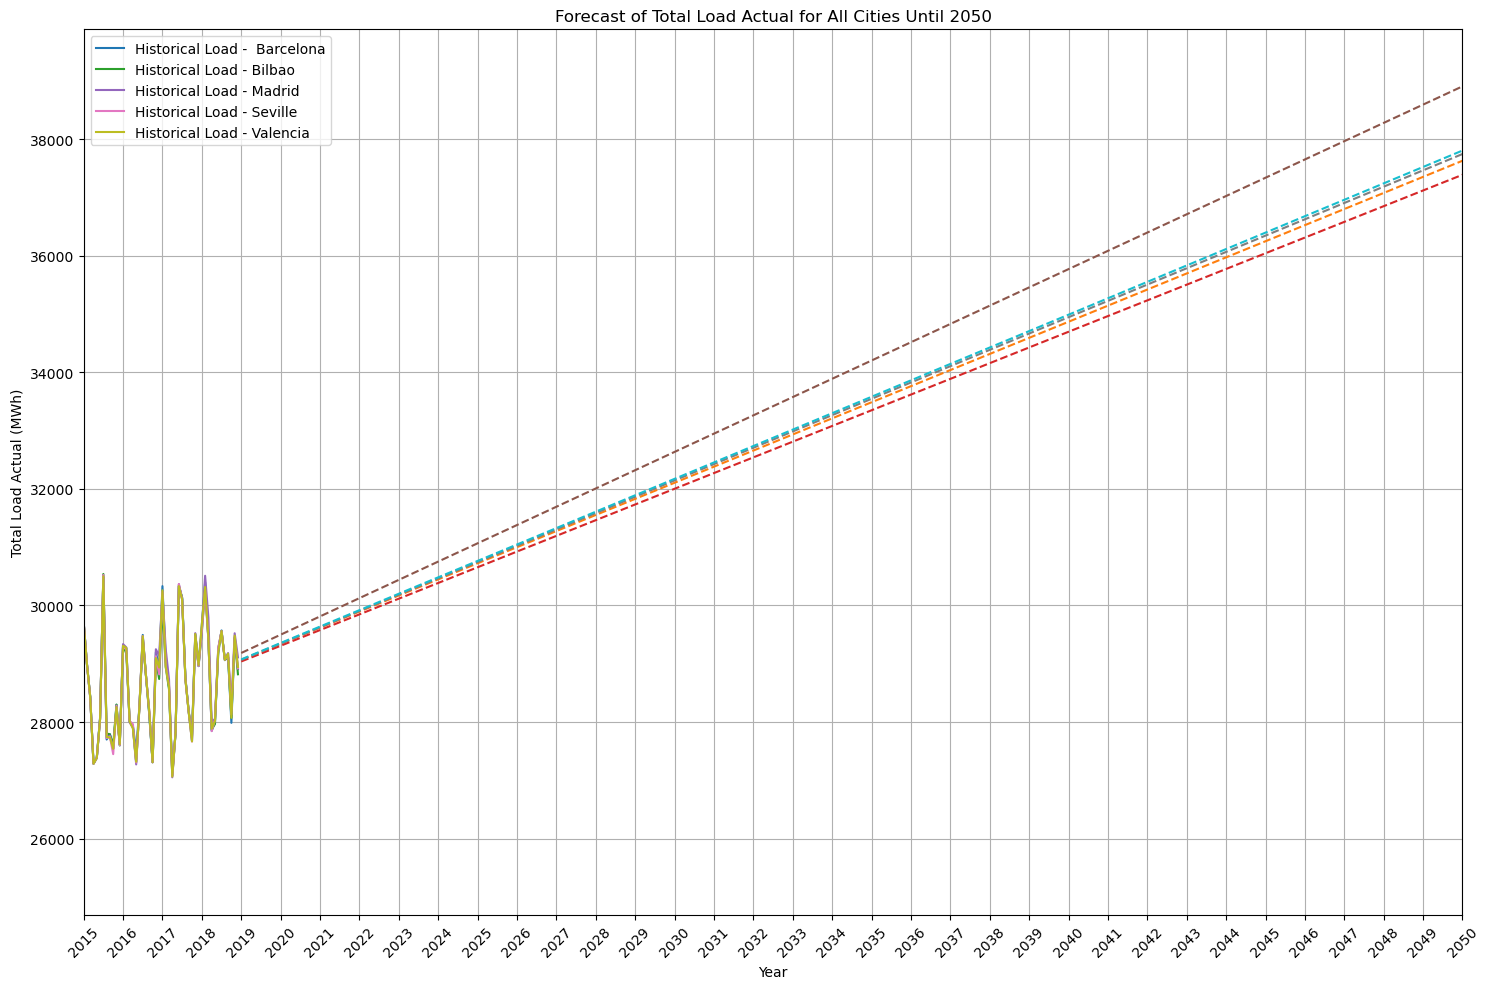 Forecast of Total Load Actual for All Cities Until 2050
Historical Load -  Barcelona
Historical Load - Bilbao
Historical Load - Madrid
Historical Load - Seville
Historical Load - Valencia
Total Load Actual (MWh)
38000
36000
34000
32000
30000
28000
26000
2015 2016 2017 2018 2019 2020 2021 2022 2023 2024 2025 2026 2027 2028 2029 2030 2031 2032 2033 2034 2035 2036 2037 2038 2039 2040 2041 2042 2043 2044 2045 2046 2047 2048 2049 2050
Year